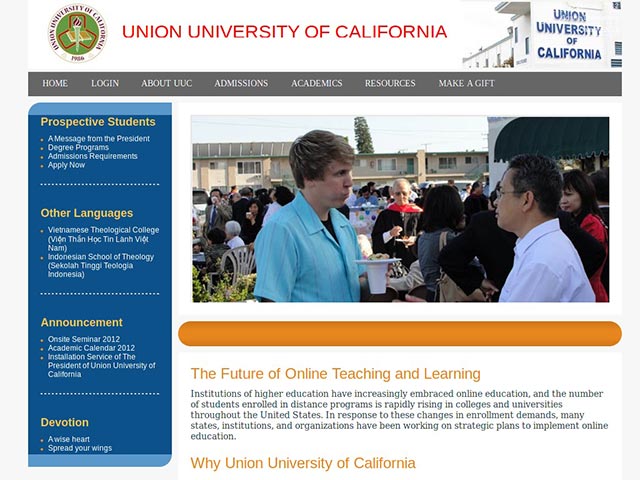 UNION UNIVERSITY OF CALIFORNIA
1986
UNION UNIVERSITY OF CALIFORNIA
UNION
UNIVERSITY
OF
CALIFORNIA
HOME LOGIN ABOUT UUC ADMISSIONS ACADEMICS RESOURCES MAKE A GIFT
Prospective Students
A Message from the President
Degree Programs
Admissions Requirements
Apply Now
Other Languages
Vietnamese Theological College
(Viện Thần Học Tin Lành Việt
Nam)
Indonesian School of Theology
(Sekolah Tinggi Teologia
Indonesia)
Announcement
Onsite Seminar 2012
Academic Calendar 2012
Installation Service of The
President of Union University of
California
Devotion
A wise heart
Spread your wings
The Future of Online Teaching and Learning
Institutions of higher education have increasingly embraced online education, and the number
of students enrolled in distance programs is rapidly rising in colleges and universities
throughout the United States. In response to these changes in enrollment demands, many
states, institutions, and organizations have been working on strategic plans to implement online
education.
Why Union University of California